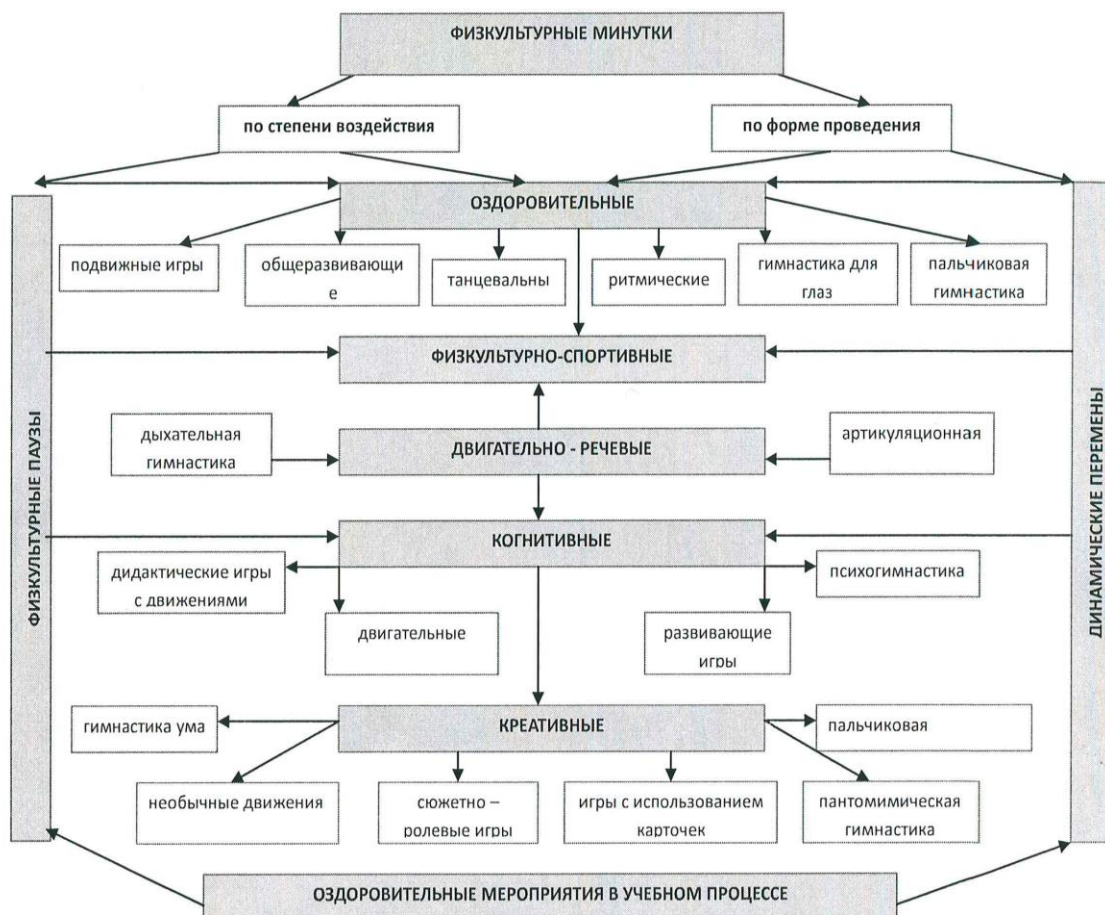 ФИЗКУЛЬТУРНЫЕ МИНУТКИ
по степени воздействия
по форме проведения
ОЗДОРОВИТЕЛЬНЫЕ
подвижные игры
общеразвивающи
е
танцевальны
ритмические
гимнастика для
глаз
пальчиковая
гимнастика
ФИЗКУЛЬТУРНО-СПОРТИВНЫЕ
ФИЗКУЛЬТУРНЫЕ ПАУЗЫ
ДИНАМИЧЕСКИЕ ПЕРЕМЕНЫ
дыхательная
гимнастика
ДВИГАТЕЛЬНО - РЕЧЕВЫЕ
артикуляционная
КОГНИТИВНЫЕ
дидактические игры
с движениями
психогимнастика
двигательные
развивающие
игры
гимнастика ума
КРЕАТИВНЫЕ
пальчиковая
необычные движения
сюжетно –
ролевые игры
игры с использованием
карточек
пантомимическая
гимнастика
ОЗДОРОВИТЕЛЬНЫЕ МЕРОПРИЯТИЯ В УЧЕБНОМ ПРОЦЕССЕ